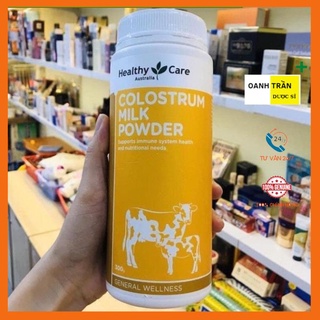 Healthy Care
Australia
COLOSTRUM
MILK
POWDER
Supports immune system health
and nutritional needs.
300g
GENERAL WELLNESS
OANH TRẦN
DƯỢC SĨ
24
TƯ VẤN
100% GENUINE